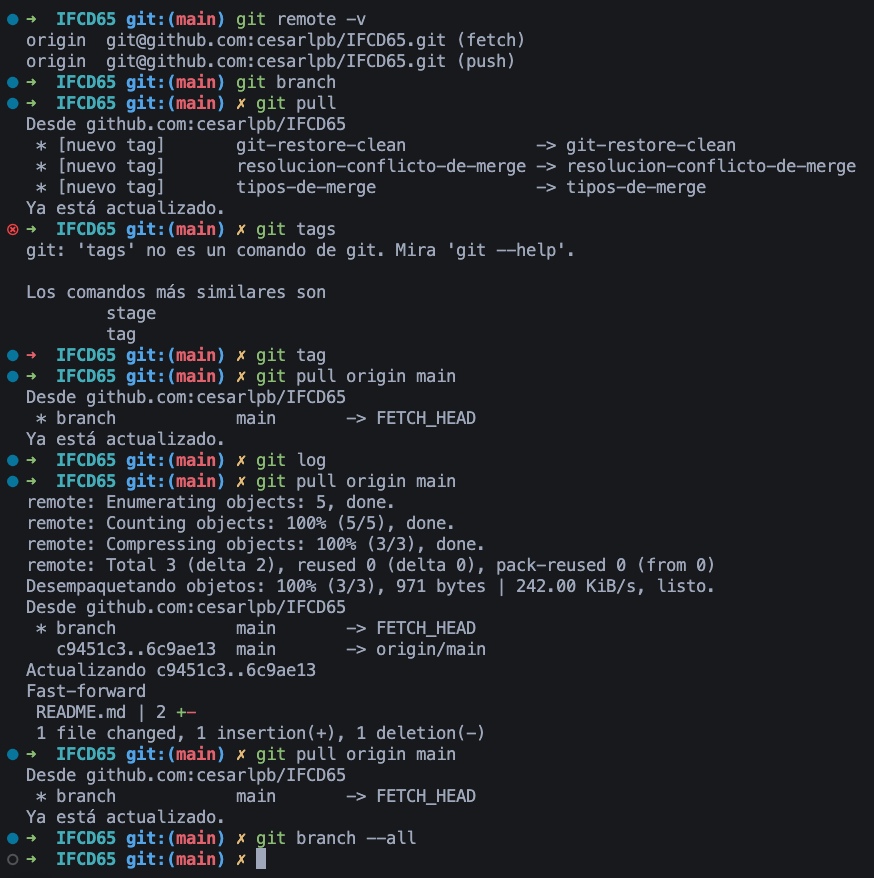 ➜  IFCD65 git:(main) git remote -v
origin  git@github.com:cesarlpb/IFCD65.git (fetch)
origin  git@github.com:cesarlpb/IFCD65.git (push)
➜  IFCD65 git:(main) git branch
➜  IFCD65 git:(main) ✗ git pull
Desde github.com:cesarlpb/IFCD65
 * [nuevo tag]       git-restore-clean             -> git-restore-clean
 * [nuevo tag]       resolucion-conflicto-de-merge -> resolucion-conflicto-de-merge
 * [nuevo tag]       tipos-de-merge                -> tipos-de-merge
Ya está actualizado.
➜  IFCD65 git:(main) ✗ git tags
git: 'tags' no es un comando de git. Mira 'git --help'.

Los comandos más similares son
        stage
        tag
➜  IFCD65 git:(main) ✗ git tag
➜  IFCD65 git:(main) ✗ git pull origin main
Desde github.com:cesarlpb/IFCD65
 * branch            main       -> FETCH_HEAD
Ya está actualizado.
➜  IFCD65 git:(main) ✗ git log
➜  IFCD65 git:(main) ✗ git pull origin main
remote: Enumerating objects: 5, done.
remote: Counting objects: 100% (5/5), done.
remote: Compressing objects: 100% (3/3), done.
remote: Total 3 (delta 2), reused 0 (delta 0), pack-reused 0 (from 0)
Desempaquetando objetos: 100% (3/3), 971 bytes | 242.00 KiB/s, listo.
Desde github.com:cesarlpb/IFCD65
 * branch            main       -> FETCH_HEAD
   c9451c3..6c9ae13  main       -> origin/main
Actualizando c9451c3..6c9ae13
Fast-forward
 README.md | 2 +-
 1 file changed, 1 insertion(+), 1 deletion(-)
➜  IFCD65 git:(main) ✗ git pull origin main
Desde github.com:cesarlpb/IFCD65
 * branch            main       -> FETCH_HEAD
Ya está actualizado.
➜  IFCD65 git:(main) ✗ git branch --all
➜  IFCD65 git:(main) ✗